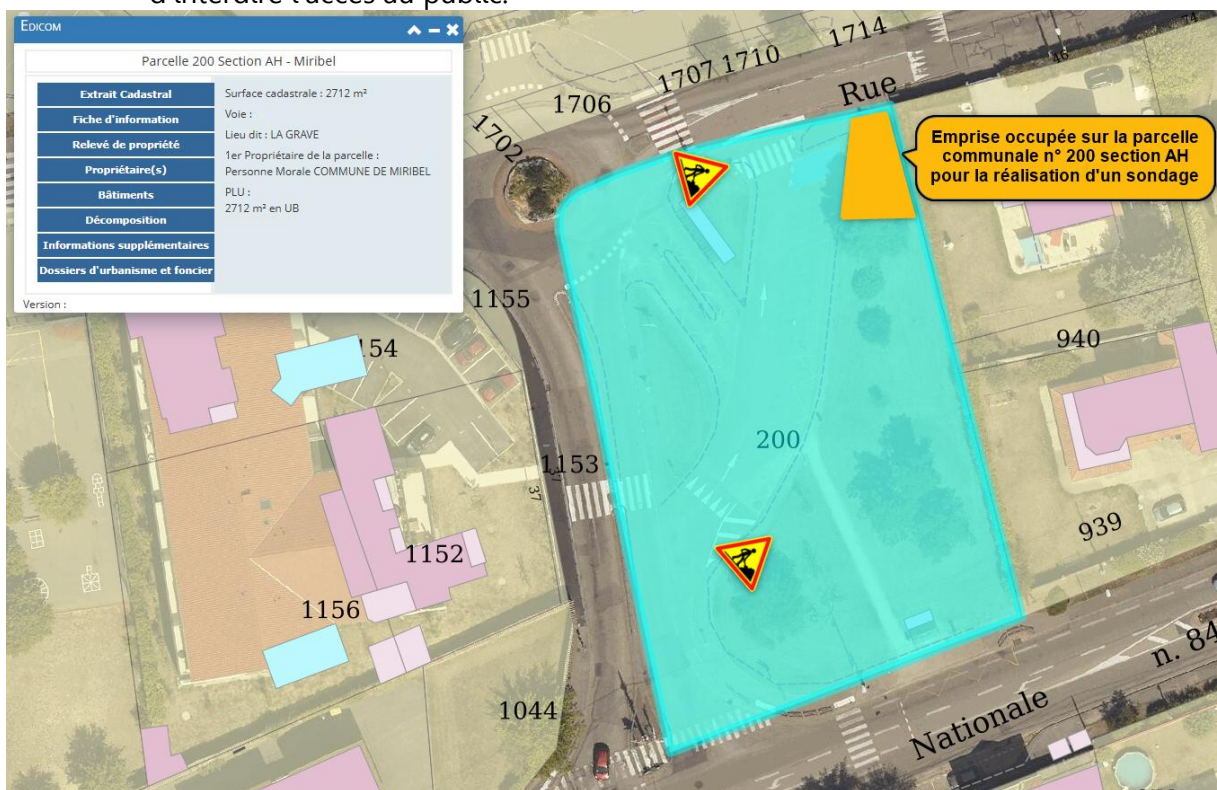 d'interdire l'accès au public.
EDICOM
Parcelle 200 Section AH - Miribel
Extrait Cadastral
Fiche d'information
Relevé de propriété
Propriétaire(s)
Bâtiments
Décomposition
Informations supplémentaires
Dossiers d'urbanisme et foncier
Surface cadastrale : 2712 m²
Voie :
Lieu dit : LA GRAVE
1er Propriétaire de la parcelle :
Personne Morale COMMUNE DE MIRIBEL
PLU :
2712 m² en UB
Version :
1714
1710
1707
1706
1702
Rue
46
74
Emprise occupée sur la parcelle
communale n° 200 section AH
pour la réalisation d'un sondage
1155
154
940
200
1153
37
37
939
1152
1156
1044
Nationale
n. 84